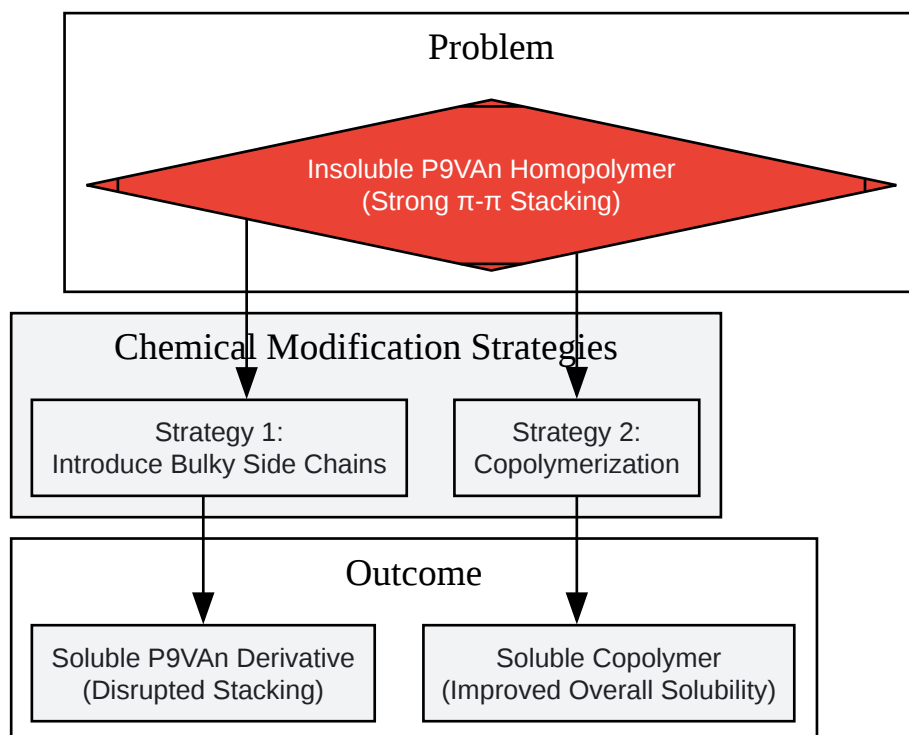 Problem
Insoluble P9VAn Homopolymer
(Strong π-π Stacking)
Chemical Modification Strategies
Strategy 1:
Introduce Bulky Side Chains
Strategy 2:
Copolymerization
Outcome
Soluble P9VAn Derivative
(Disrupted Stacking)
Soluble Copolymer
(Improved Overall Solubility)